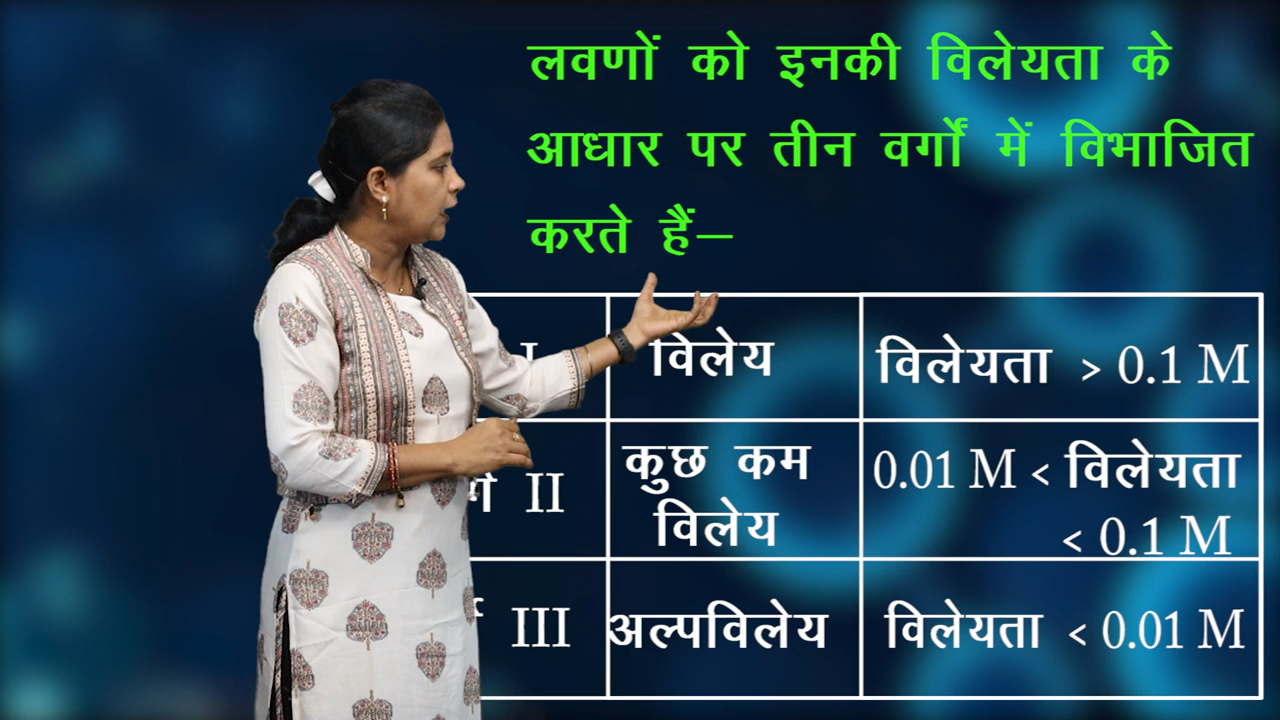 लवणों को इनकी विलेयता के
आधार पर तीन वर्गों में विभाजित
करते हैं–
I विलेय विलेयता > 0.1 M
II कुछ कम विलेय 0.01 M < विलेयता < 0.1 M
III अल्पविलेय विलेयता < 0.01 M